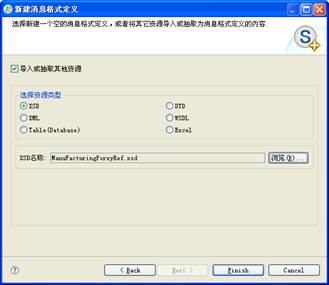 新建消息格式定义
选择新建一个空的消息格式定义,或者将其它资源导入或抽取为消息格式定义的内容.
导入或抽取其他资源
选择资源类型
XSD
DTD
XML
WSDL
Table(Database)
Excel
XSD名称: ManuFacturingForxyRef.xsd 浏览(B)...
< Back Next > Finish Cancel